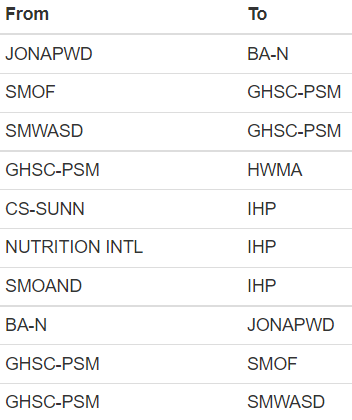 From To
JONAPWD BA-N
SMOF GHSC-PSM
SMWASD GHSC-PSM
GHSC-PSM HWMA
CS-SUNN IHP
NUTRITION INTL IHP
SMOAND IHP
BA-N JONAPWD
GHSC-PSM SMOF
GHSC-PSM SMWASD